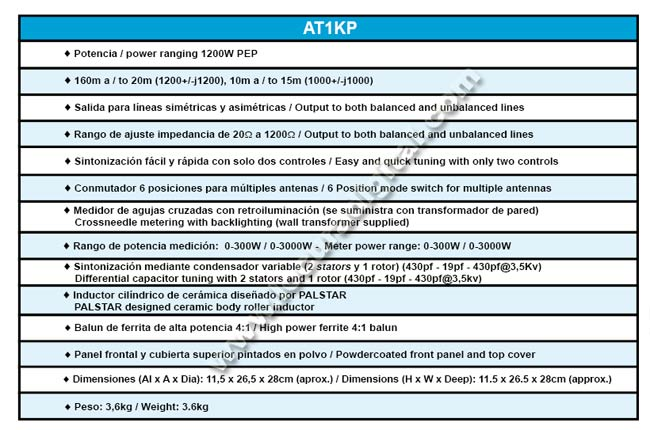 AT1KP
♦ Potencia / power ranging 1200W PEP
♦ 160m a / to 20m (1200+/-j1200), 10m a / to 15m (1000+/-j1000)
♦ Salida para líneas simétricas y asimétricas / Output to both balanced and unbalanced lines
♦ Rango de ajuste impedancia de 20Ω a 1200Ω / Output to both balanced and unbalanced lines
♦ Sintonización fácil y rápida con solo dos controles / Easy and quick tuning with only two controls
♦ Conmutador 6 posiciones para múltiples antenas / 6 Position mode switch for multiple antennas
♦ Medidor de agujas cruzadas con retroiluminación (se suministra con transformador de pared)
Crossneedle metering with backlighting (wall transformer supplied)
♦ Rango de potencia medición: 0-300W / 0-3000W - Meter power range: 0-300W / 0-3000W
♦ Sintonización mediante condensador variable (2 stators y 1 rotor) (430pf - 19pf - 430pf@3,5Kv)
Differential capacitor tuning with 2 stators and 1 rotor (430pf - 19pf - 430pf@3,5kv)
♦ Inductor cilíndrico de cerámica diseñado por PALSTAR
PALSTAR designed ceramic body roller inductor
♦ Balun de ferrita de alta potencia 4:1 / High power ferrite 4:1 balun
♦ Panel frontal y cubierta superior pintados en polvo / Powdercoated front panel and top cover
♦ Dimensiones (Al x A x Dia): 11,5 x 26,5 x 28cm (aprox.) / Dimensions (H x W x Deep): 11.5 x 26.5 x 28cm (approx.)
♦ Peso: 3,6kg / Weight: 3.6kg